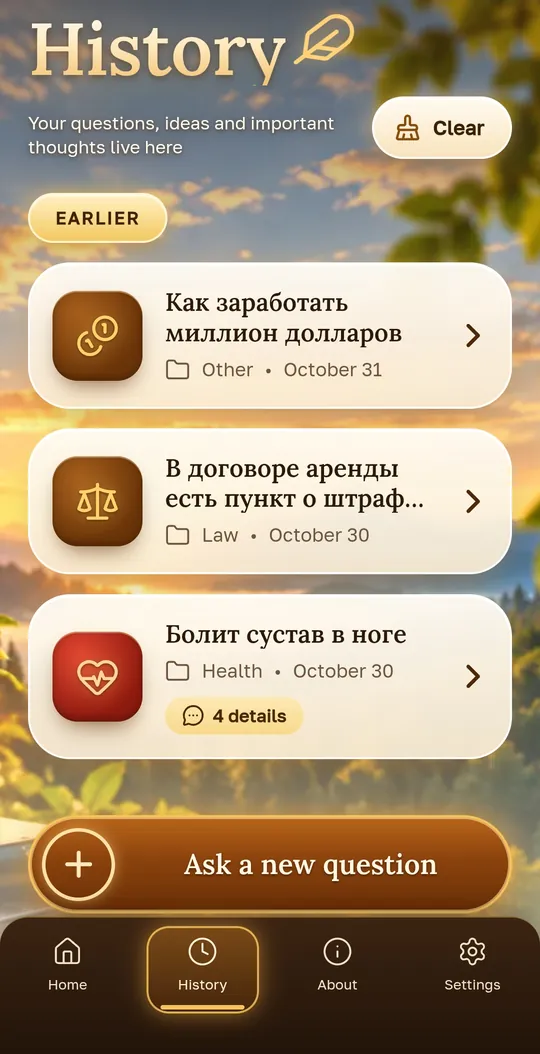 History
Your questions, ideas and important
thoughts live here
Clear
EARLIER
Как заработать
миллион долларов
Other • October 31
В договоре аренды
есть пункт о штраф...
Law • October 30
Болит сустав в ноге
Health • October 30
4 details
Ask a new question
Home
History
About
Settings